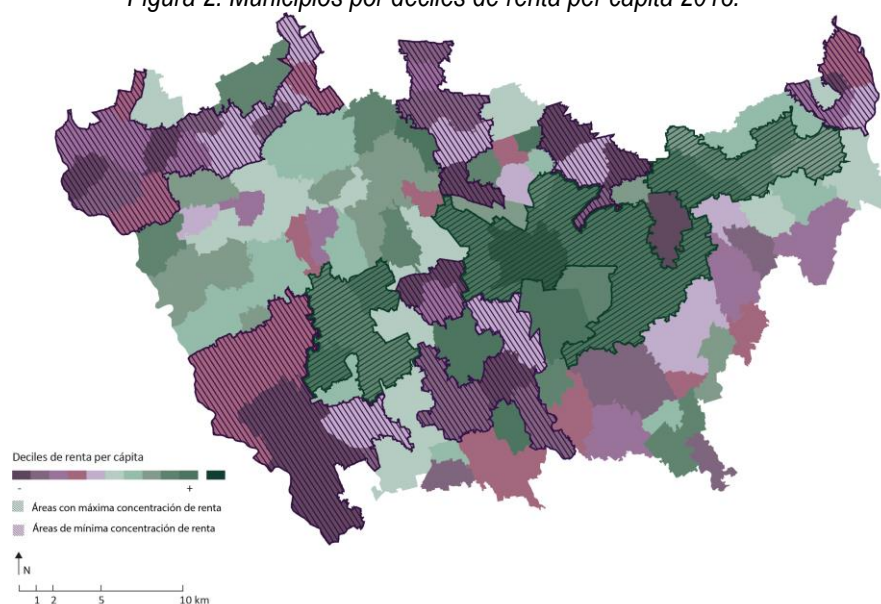 Figura 2. Municipios por deciles de renta per cápita 2016.
Deciles de renta per cápita
- +
Áreas con máxima concentración de renta
Áreas de mínima concentración de renta
N
1 2 5 10 km